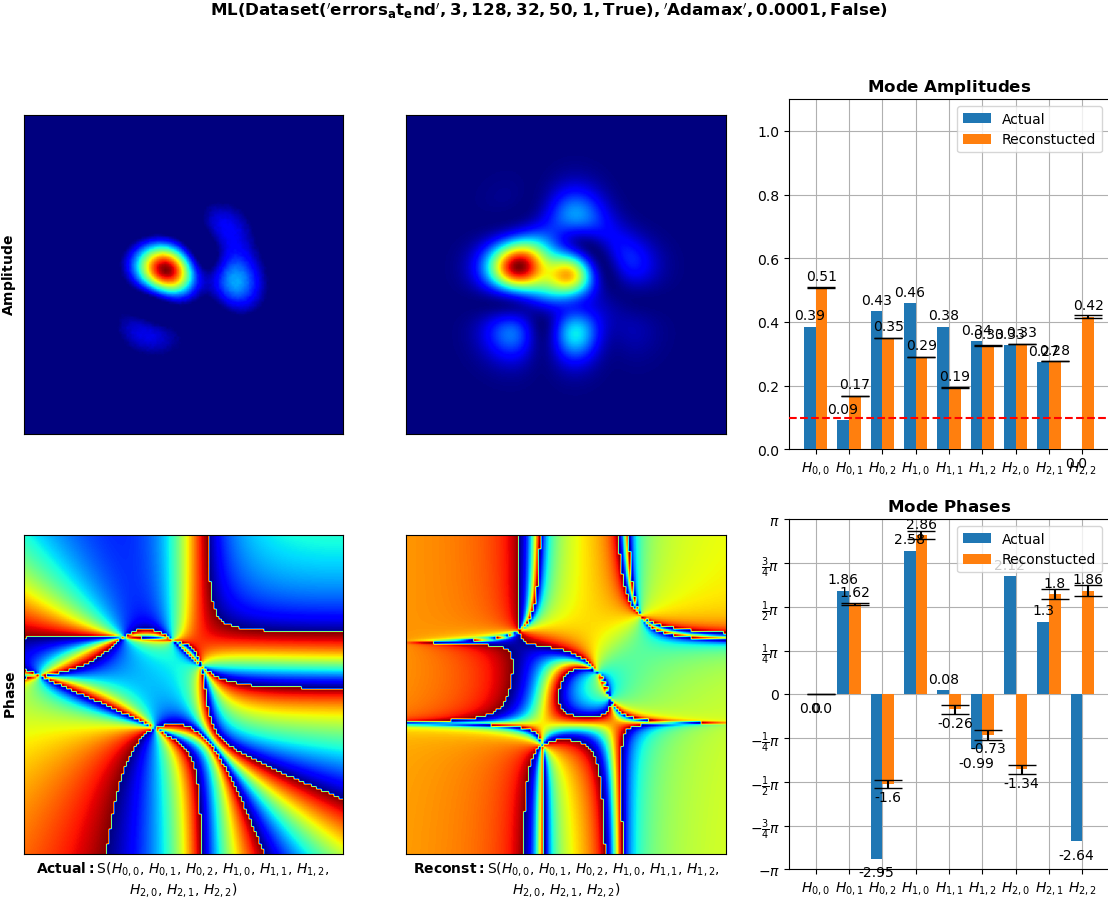 ML(Dataset('errors_at_end', 3, 128, 32, 50, 1, True), 'Adamax', 0.0001, False)
Amplitude
Mode Amplitudes
Actual
Reconstucted
1.0
0.8
0.6
0.4
0.2
0.0
0.39
0.51
0.09
0.17
0.43
0.35
0.46
0.29
0.38
0.19
0.34
0.33
0.33
0.33
0.27
0.28
0.0
0.42
H0,0 H0,1 H0,2 H1,0 H1,1 H1,2 H2,0 H2,1 H2,2
Phase
Mode Phases
Actual
Reconstucted
π
3/4π
1/2π
1/4π
0
−1/4π
−1/2π
−3/4π
−π
0.0
0.0
1.86
1.62
-2.95
-1.6
2.58
2.86
0.08
-0.26
-0.99
-0.73
2.12
-1.34
1.3
1.8
-2.64
1.86
H0,0 H0,1 H0,2 H1,0 H1,1 H1,2 H2,0 H2,1 H2,2
Actual: S(H0,0, H0,1, H0,2, H1,0, H1,1, H1,2,
H2,0, H2,1, H2,2)
Reconst: S(H0,0, H0,1, H0,2, H1,0, H1,1, H1,2,
H2,0, H2,1, H2,2)